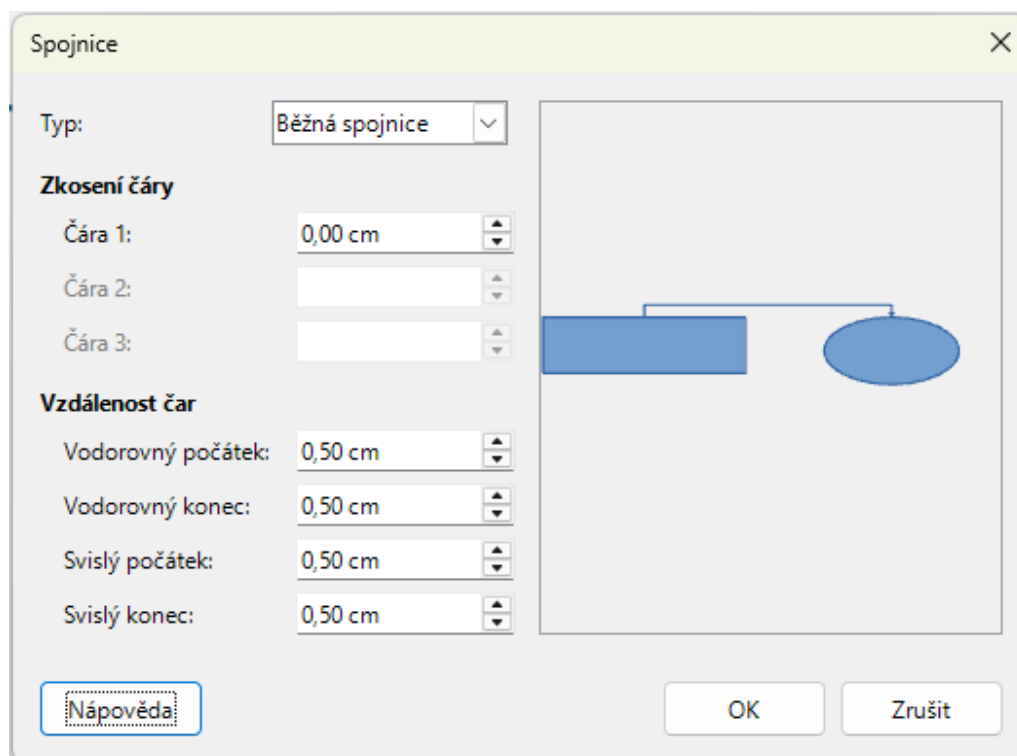 Spojnice
Typ: Běžná spojnice
Zkosení čáry
Čára 1: 0,00 cm
Čára 2:
Čára 3:
Vzdálenost čar
Vodorovný počátek: 0,50 cm
Vodorovný konec: 0,50 cm
Svislý počátek: 0,50 cm
Svislý konec: 0,50 cm
Nápověda OK Zrušit